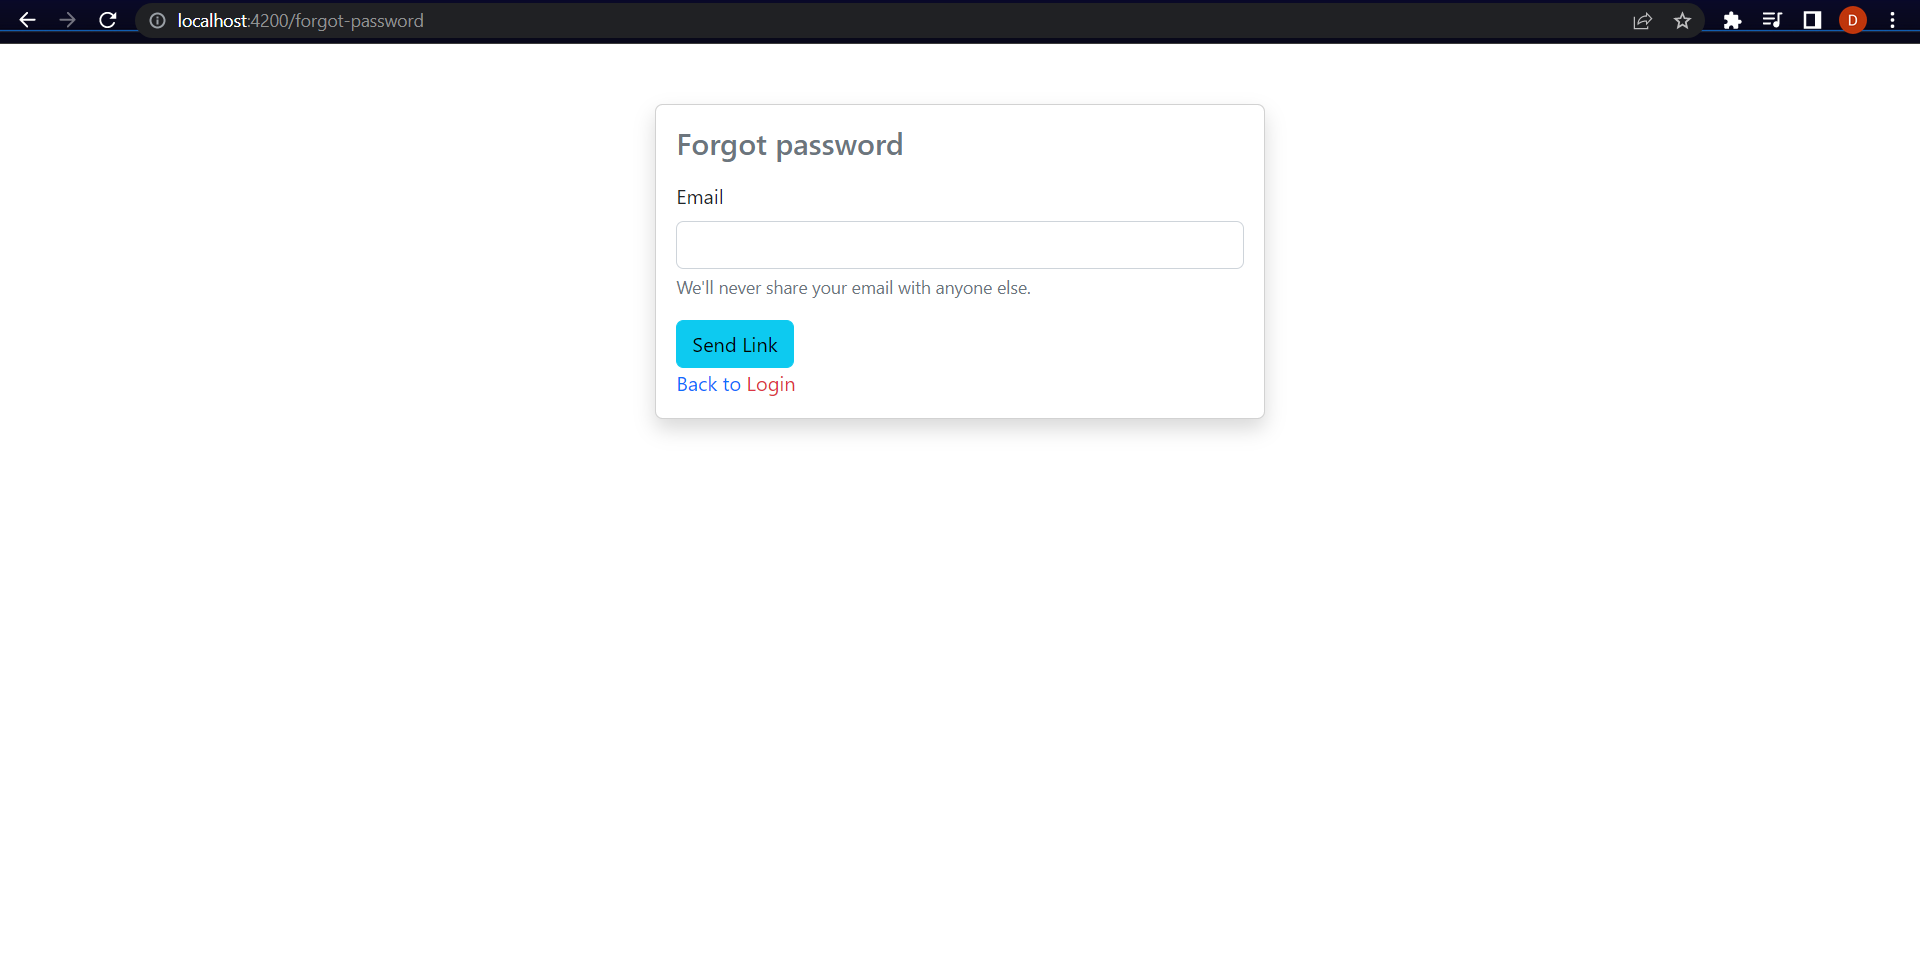 localhost:4200/forgot-password
D
Forgot password
Email
We'll never share your email with anyone else.
Send Link
Back to Login